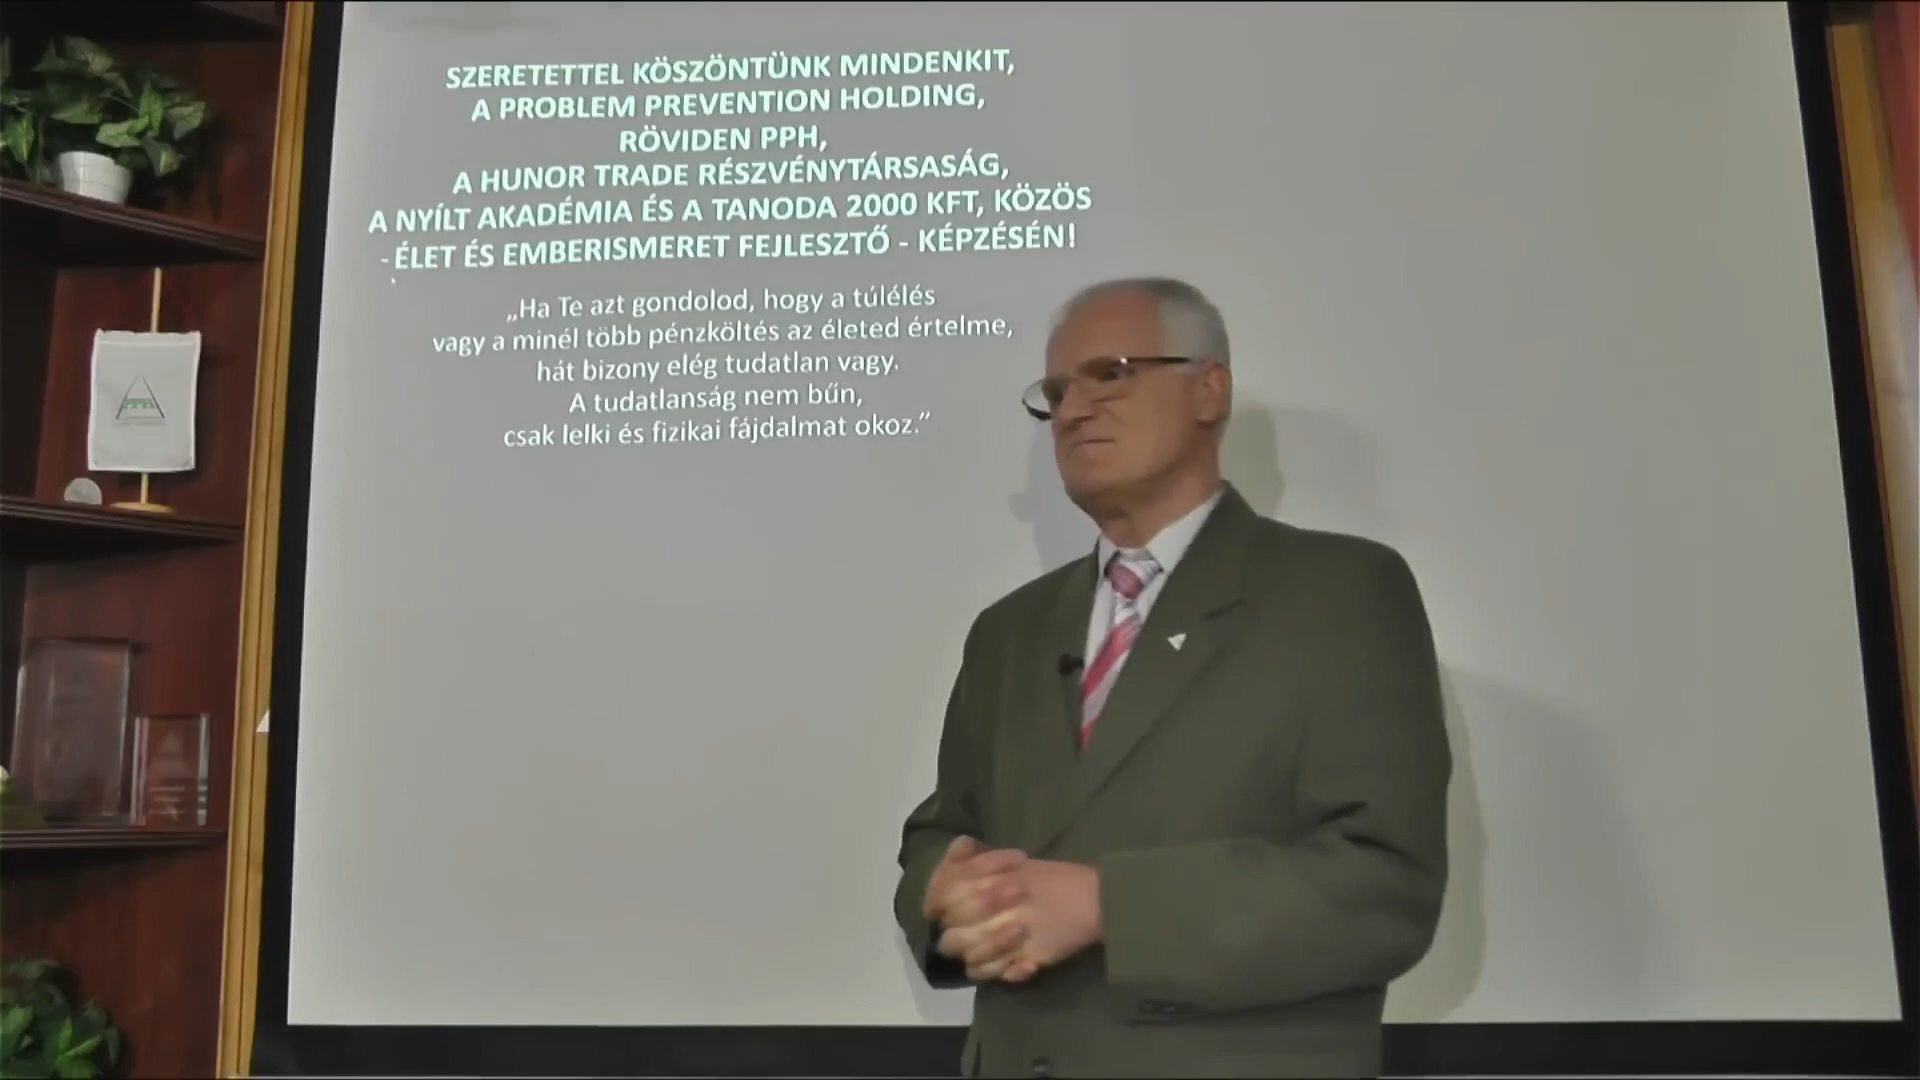 SZERETETTEL KÖSZÖNTÜNK MINDENKIT,
A PROBLEM PREVENTION HOLDING,
RÖVIDEN PPH,
A HUNOR TRADE RÉSZVÉNYTÁRSASÁG,
A NYÍLT AKADÉMIA ÉS A TANODA 2000 KFT, KÖZÖS
- ÉLET ÉS EMBERISMERET FEJLESZTŐ - KÉPZÉSÉN!
„Ha Te azt gondolod, hogy a túlélés
vagy a minél több pénzköltés az életed értelme,
hát bizony elég tudatlan vagy.
A tudatlanság nem bűn,
csak lelki és fizikai fájdalmat okoz.”